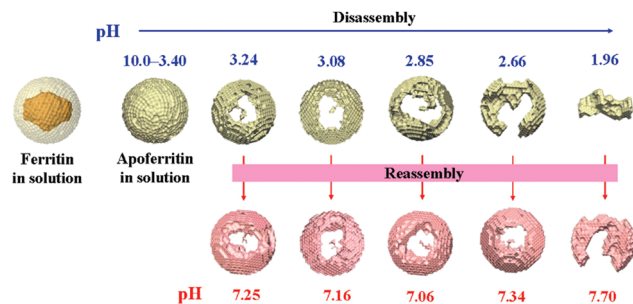 Disassembly
pH
10.0–3.40 3.24 3.08 2.85 2.66 1.96
Ferritin
in solution
Apoferritin
in solution
Reassembly
pH 7.25 7.16 7.06 7.34 7.70